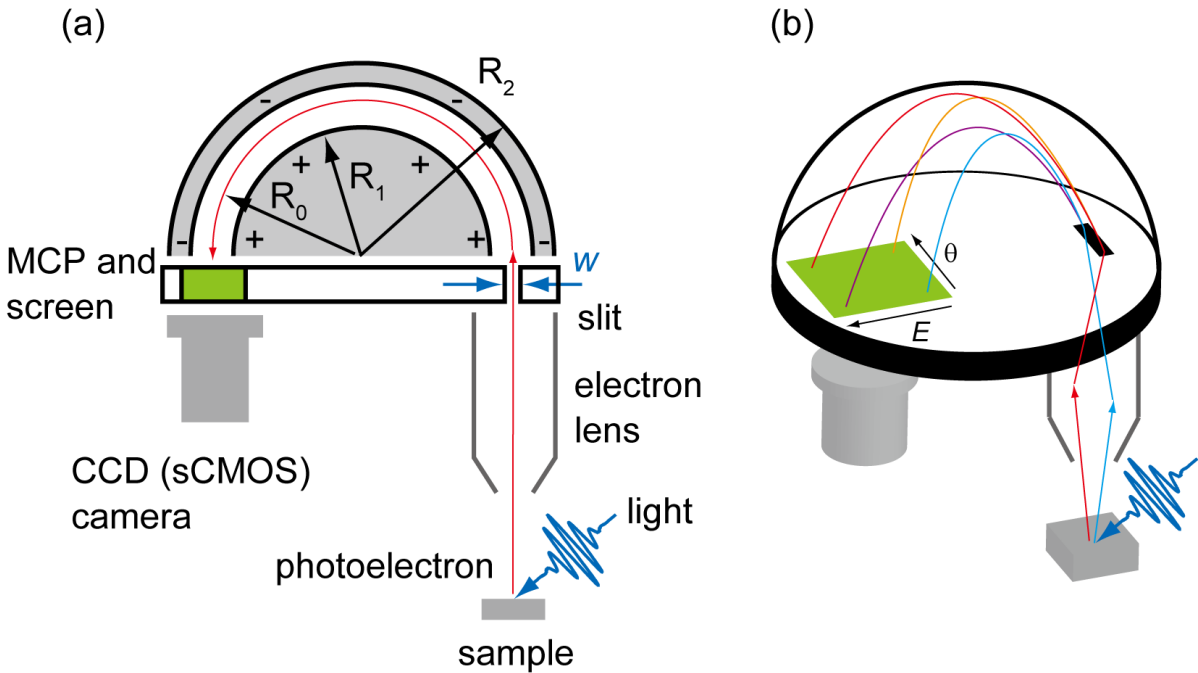 (a)
R₂
-
-
+
+
R₁
R₀
-
+
+
-
MCP and
screen
w
slit
electron
lens
CCD (sCMOS)
camera
light
photoelectron
sample
(b)
θ
E